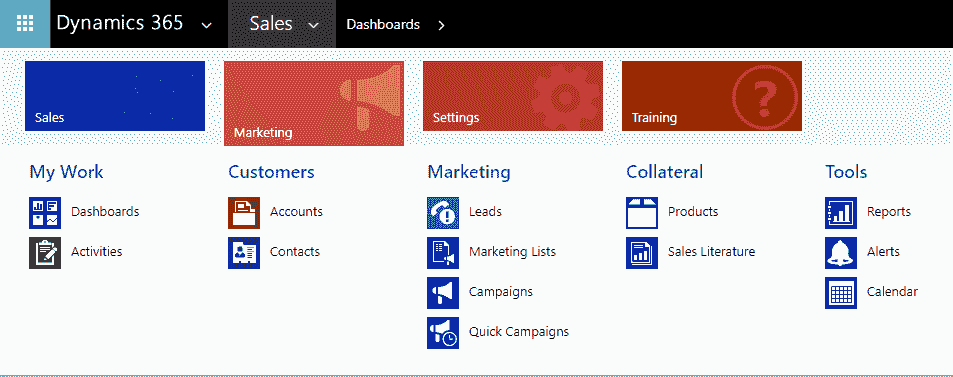 Dynamics 365 Sales Dashboards
Sales Marketing Settings Training
My Work Customers Marketing Collateral Tools
Dashboards Accounts Leads Products Reports
Activities Contacts Marketing Lists Sales Literature Alerts
Campaigns Calendar
Quick Campaigns